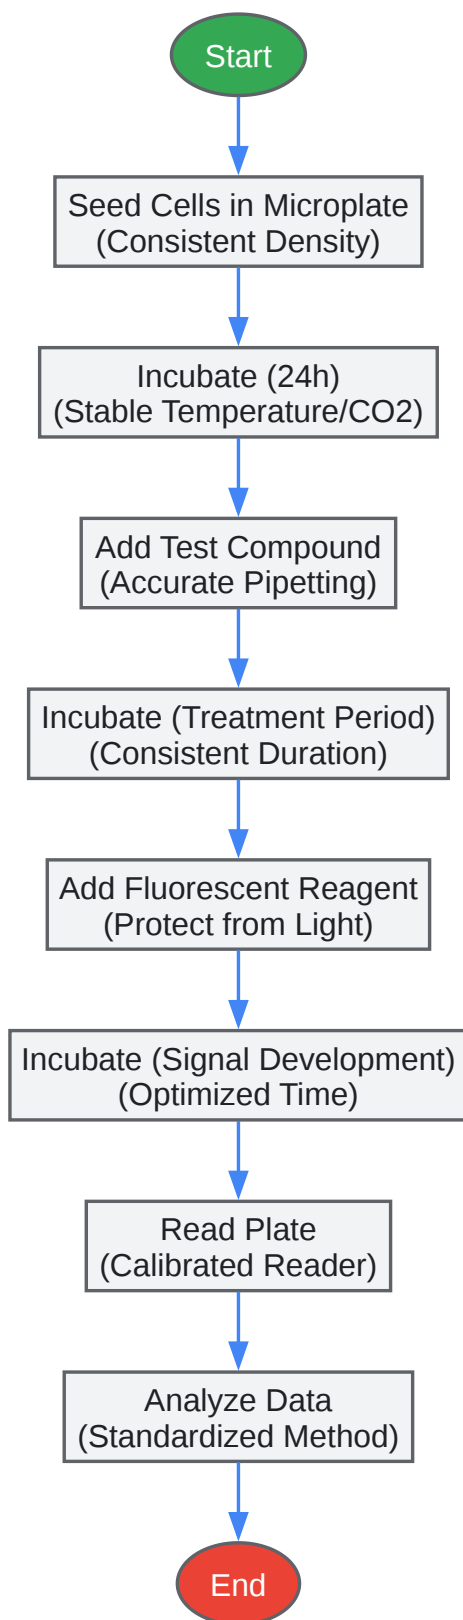 Start
Seed Cells in Microplate
(Consistent Density)
Incubate (24h)
(Stable Temperature/CO2)
Add Test Compound
(Accurate Pipetting)
Incubate (Treatment Period)
(Consistent Duration)
Add Fluorescent Reagent
(Protect from Light)
Incubate (Signal Development)
(Optimized Time)
Read Plate
(Calibrated Reader)
Analyze Data
(Standardized Method)
End